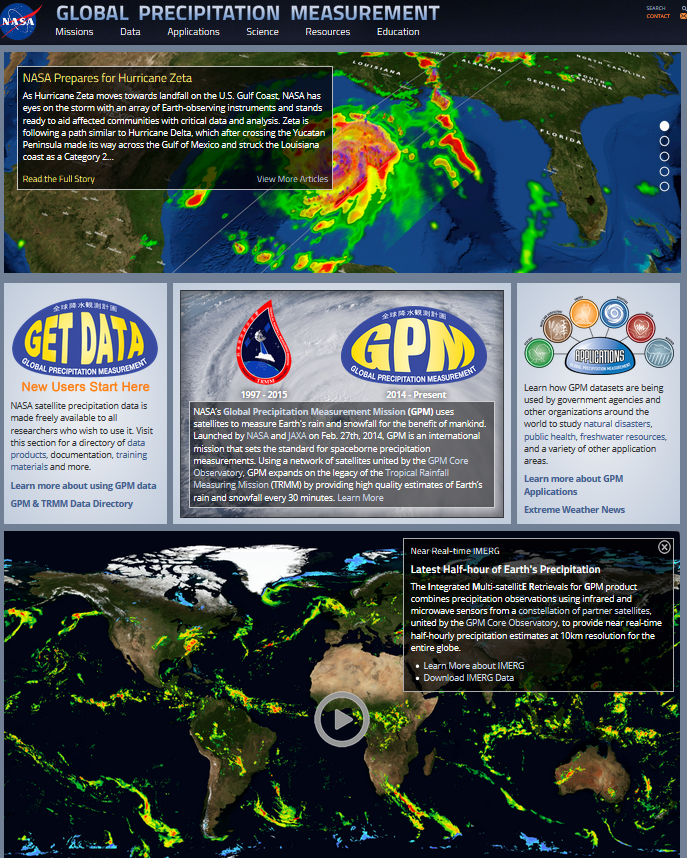 NASA
GLOBAL PRECIPITATION MEASUREMENT
SEARCH
CONTACT
Missions Data Applications Science Resources Education
NASA Prepares for Hurricane Zeta
As Hurricane Zeta moves towards landfall on the U.S. Gulf Coast, NASA has
eyes on the storm with an array of Earth-observing instruments and stands
ready to aid affected communities with critical data and analysis. Zeta is
following a path similar to Hurricane Delta, which after crossing the Yucatan
Peninsula made its way across the Gulf of Mexico and struck the Louisiana
coast as a Category 2...
Read the Full Story View More Articles
LOUISIANA
ALABAMA
GEORGIA
SOUTH CAROLINA
NORTH CAROLINA
FLORIDA
全球降水観測計画
GET DATA
GLOBAL PRECIPITATION MEASUREMENT
New Users Start Here
NASA satellite precipitation data is
made freely available to all
researchers who wish to use it. Visit
this section for a directory of data
products, documentation, training
materials and more.
Learn more about using GPM data
GPM & TRMM Data Directory
TRMM
1997 - 2015
全球降水観測計画
GPM
GLOBAL PRECIPITATION MEASUREMENT
2014 - Present
NASA's Global Precipitation Measurement Mission (GPM) uses
satellites to measure Earth's rain and snowfall for the benefit of mankind.
Launched by NASA and JAXA on Feb. 27th, 2014, GPM is an international
mission that sets the standard for spaceborne precipitation
measurements. Using a network of satellites united by the GPM Core
Observatory, GPM expands on the legacy of the Tropical Rainfall
Measuring Mission (TRMM) by providing high quality estimates of Earth's
rain and snowfall every 30 minutes. Learn More
APPLICATIONS
GLOBAL PRECIPITATION MEASUREMENT
Learn how GPM datasets are being
used by government agencies and
other organizations around the
world to study natural disasters,
public health, freshwater resources,
and a variety of other application
areas.
Learn more about GPM
Applications
Extreme Weather News
Near Real-time IMERG
Latest Half-hour of Earth's Precipitation
The Integrated Multi-satellitE Retrievals for GPM product
combines precipitation observations using infrared and
microwave sensors from a constellation of partner satellites,
united by the GPM Core Observatory, to provide near real-time
half-hourly precipitation estimates at 10km resolution for the
entire globe.
• Learn More about IMERG
• Download IMERG Data